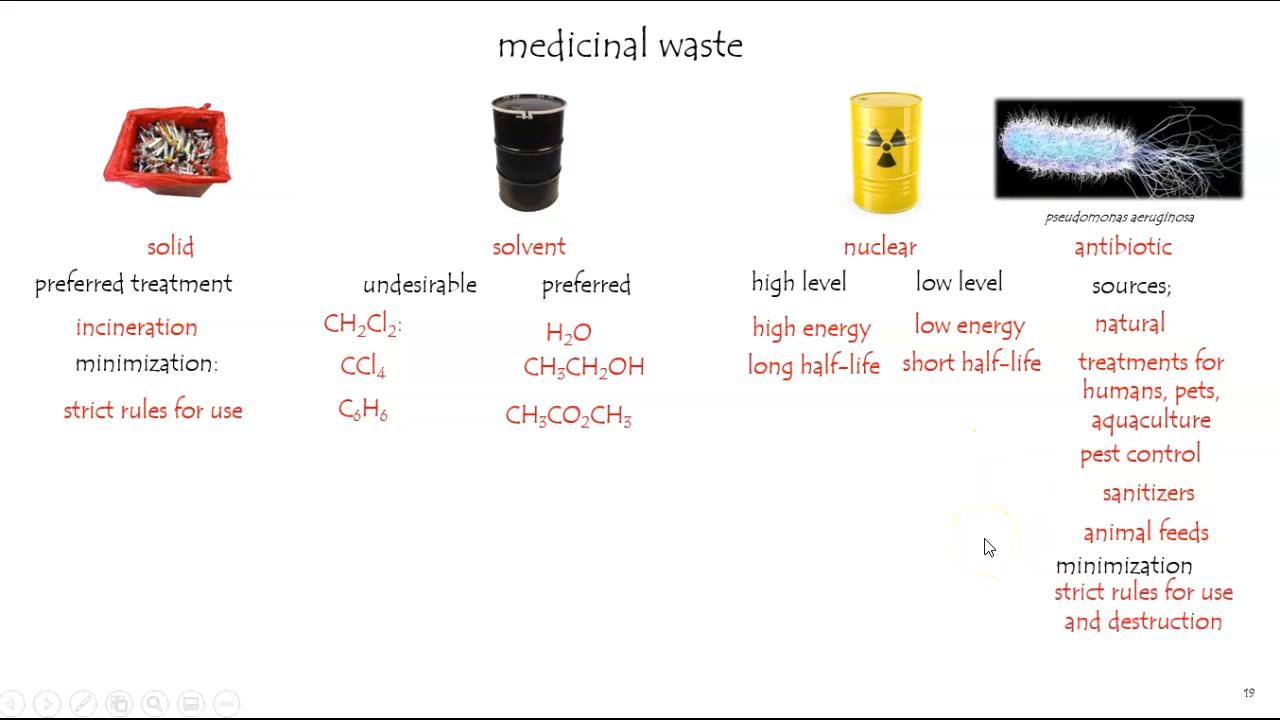 medicinal waste
solid
preferred treatment
incineration
minimization:
strict rules for use
solvent
undesirable
CH₂Cl₂:
CCl₄
C₆H₆
preferred
H₂O
CH₃CH₂OH
CH₃CO₂CH₃
nuclear
high level
high energy
long half-life
low level
low energy
short half-life
pseudomonas aeruginosa
antibiotic
sources;
natural
treatments for
humans, pets,
aquaculture
pest control
sanitizers
animal feeds
minimization
strict rules for use
and destruction
19